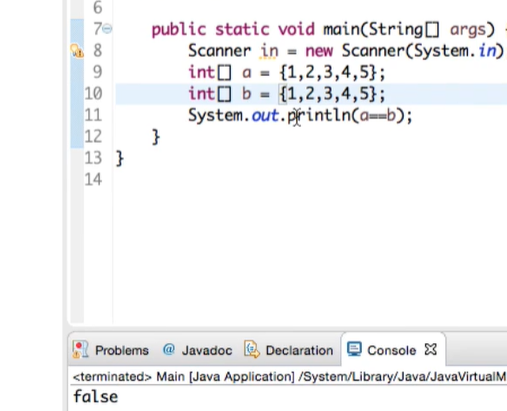 6
7 public static void main(String[] args)
8 Scanner in = new Scanner(System.in)
9 int[] a = {1,2,3,4,5};
10 int[] b = {1,2,3,4,5};
11 System.out.println(a==b);
12 }
13 }
14
Problems @ Javadoc Declaration Console
<terminated> Main [Java Application] /System/Library/Java/JavaVirtualM
false